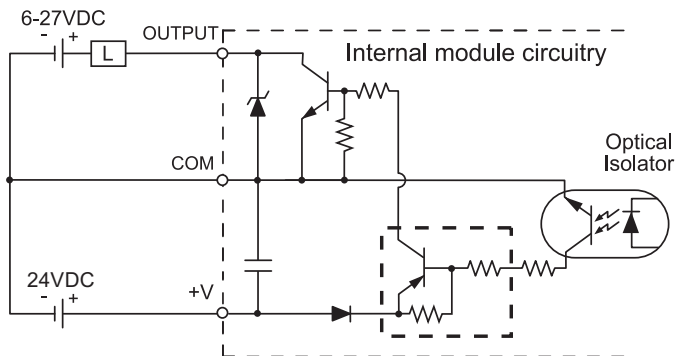 6-27VDC
- +
L
OUTPUT
Internal module circuitry
Optical
Isolator
COM
24VDC
- +
+V